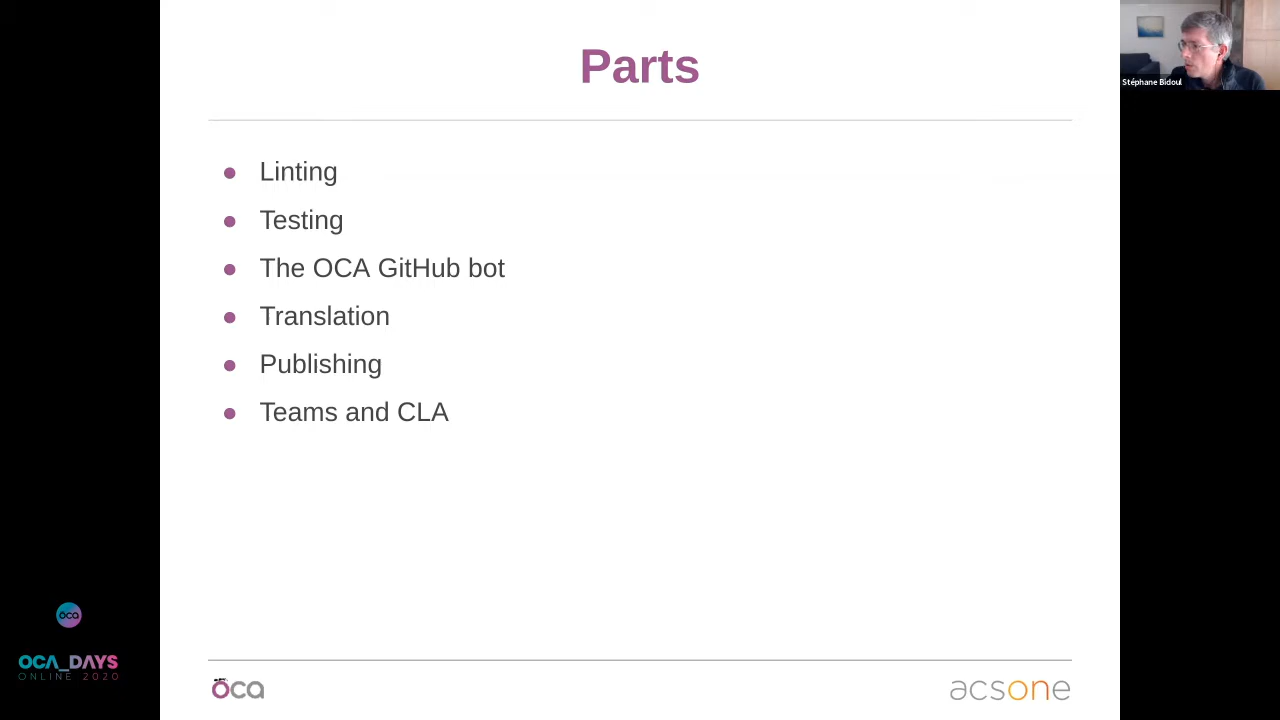 Parts
Stéphane Bidoul
Linting
Testing
The OCA GitHub bot
Translation
Publishing
Teams and CLA
oca
OCA_DAYS
ONLINE 2020
oca
acsone